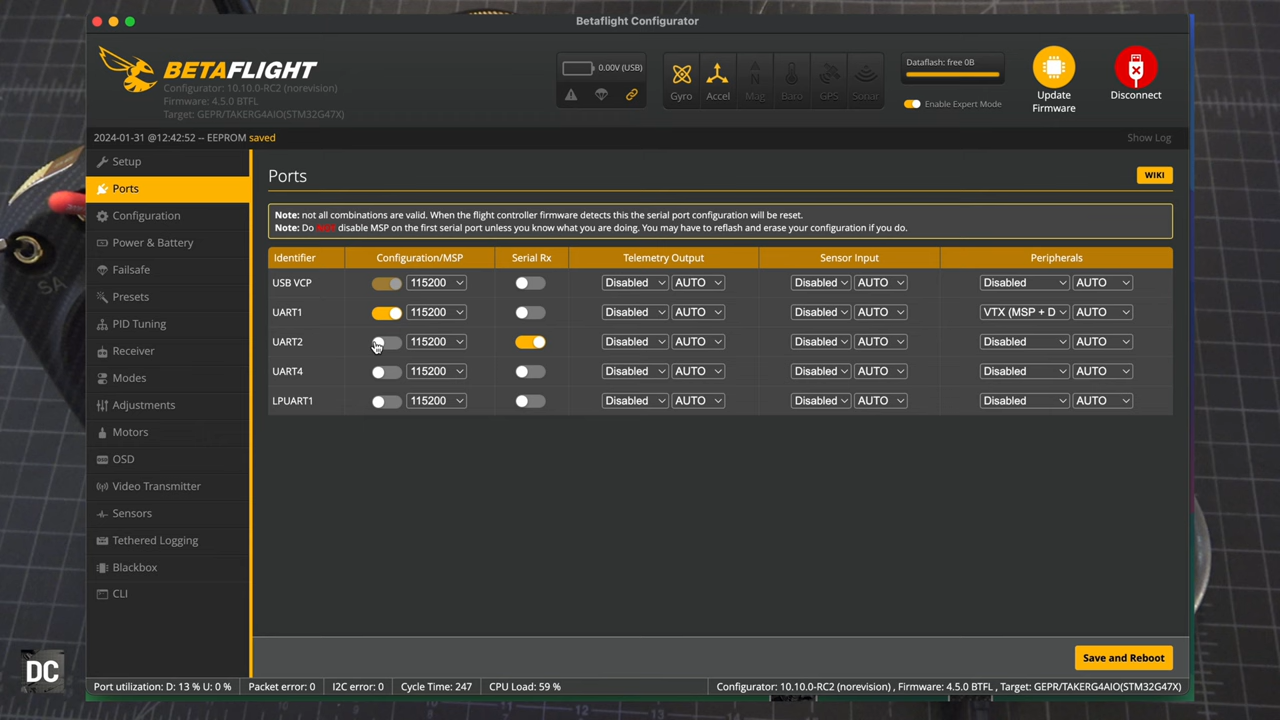 Betaflight Configurator
BETAFLIGHT
Configurator: 10.10.0-RC2 (norevision)
Firmware: 4.5.0 BTFL
Target: GEPR/TAKERG4AIO(STM32G47X)
0.00V (USB)
Gyro Accel Mag Baro GPS Sonar
Dataflash: free 0B
Enable Expert Mode
Update Firmware
Disconnect
2024-01-31 @12:42:52 -- EEPROM saved
Show Log
Setup
Ports
Configuration
Power & Battery
Failsafe
Presets
PID Tuning
Receiver
Modes
Adjustments
Motors
OSD
Video Transmitter
Sensors
Tethered Logging
Blackbox
CLI
Ports
WIKI
Note: not all combinations are valid. When the flight controller firmware detects this the serial port configuration will be reset.
Note: Do disable MSP on the first serial port unless you know what you are doing. You may have to reflash and erase your configuration if you do.
Identifier Configuration/MSP Serial Rx Telemetry Output Sensor Input Peripherals
USB VCP 115200 Disabled AUTO Disabled AUTO Disabled AUTO
UART1 115200 Disabled AUTO Disabled AUTO VTX (MSP + D AUTO
UART2 115200 Disabled AUTO Disabled AUTO Disabled AUTO
UART4 115200 Disabled AUTO Disabled AUTO Disabled AUTO
LPUART1 115200 Disabled AUTO Disabled AUTO Disabled AUTO
Save and Reboot
DC
Port utilization: D: 13 % U: 0 % Packet error: 0 I2C error: 0 Cycle Time: 247 CPU Load: 59 % Configurator: 10.10.0-RC2 (norevision) , Firmware: 4.5.0 BTFL , Target: GEPR/TAKERG4AIO(STM32G47X)